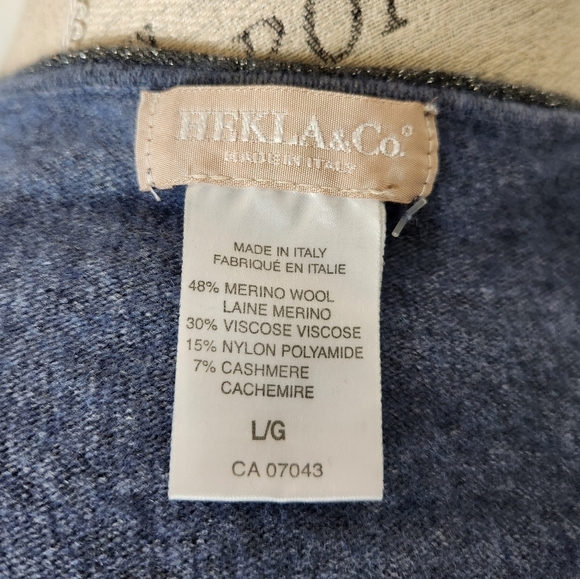 HEKLA&Co.
MADE IN ITALY
MADE IN ITALY
FABRIQUÉ EN ITALIE
48% MERINO WOOL
LAINE MERINO
30% VISCOSE VISCOSE
15% NYLON POLYAMIDE
7% CASHMERE
CACHEMIRE
L/G
CA 07043